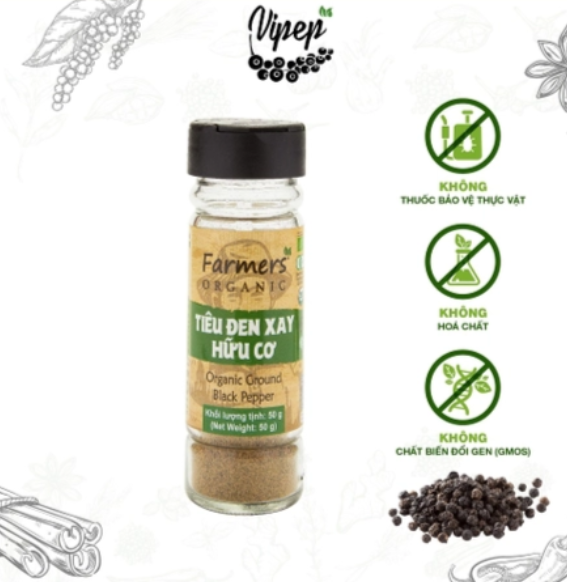 Vipep
KHÔNG
THUỐC BẢO VỆ THỰC VẬT
KHÔNG
HOÁ CHẤT
KHÔNG
CHẤT BIẾN ĐỔI GEN (GMOS)
Farmers
ORGANIC
TIÊU ĐEN XAY
HỮU CƠ
Organic Ground
Black Pepper
Khối lượng tịnh: 50 g
(Net Weight: 50 g)